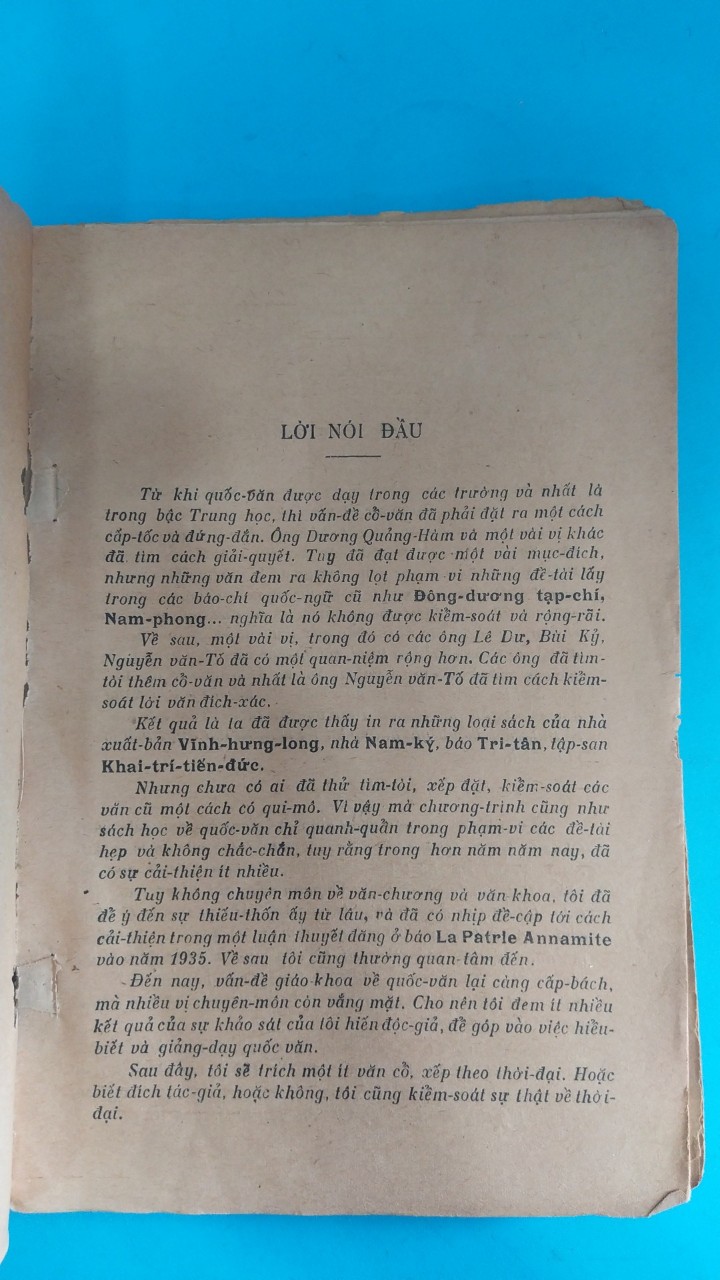 LỜI NÓI ĐẦU
Từ khi quốc-văn được dạy trong các trường và nhất là
trong bậc Trung học, thì vấn-đề cổ-văn đã phải đặt ra một cách
cấp-tốc và đứng-đắn. Ông Dương Quảng-Hàm và một vài vị khác
đã tìm cách giải-quyết. Tuy đã đạt được một vài mục-đích,
nhưng những văn đem ra không lọt phạm-vi những đề-tài lấy
trong các báo-chí quốc-ngữ cũ như Đông-dương tạp-chí,
Nam-phong... nghĩa là nó không được kiểm-soát và rộng-rãi.
Về sau, một vài vị, trong đó có các ông Lê Dư, Bùi Kỷ,
Nguyễn văn-Tố đã có một quan-niệm rộng hơn. Các ông đã tìm-
tòi thêm cổ-văn và nhất là ông Nguyễn văn-Tố đã tìm cách kiểm-
soát lời văn đích-xác.
Kết quả là ta đã được thấy in ra những loại sách của nhà
xuất-bản Vĩnh-hưng-long, nhà Nam-ký, báo Tri-tân, tập-san
Khai-trí-tiến-đức.
Nhưng chưa có ai đã thử tìm-tòi, xếp đặt, kiểm-soát các
văn cũ một cách có qui-mô. Vì vậy mà chương-trình cũng như
sách học về quốc-văn chỉ quanh-quẩn trong phạm-vi các đề-tài
hẹp và không chắc-chắn, tuy rằng trong hơn năm năm nay, đã
có sự cải-thiện ít nhiều.
Tuy không chuyên môn về văn-chương và văn-khoa, tôi đã
để ý đến sự thiếu-thốn ấy từ lâu, và đã có nhịp đề-cập tới cách
cải-thiện trong một luận thuyết đăng ở báo La Patrie Annamite
vào năm 1935. Về sau tôi cũng thường quan-tâm đến.
Đến nay, vấn-đề giáo-khoa về quốc-văn lại càng cấp-bách,
mà nhiều vị chuyên-môn còn vắng mặt. Cho nên tôi đem ít nhiều
kết quả của sự khảo sát của tôi hiến độc-giả, để góp vào việc hiểu-
biết và giảng-dạy quốc văn.
Sau đây, tôi sẽ trích một ít văn cổ, xếp theo thời-đại. Hoặc
biết đích tác-giả, hoặc không, tôi cũng kiểm-soát sự thật về thời-
đại.